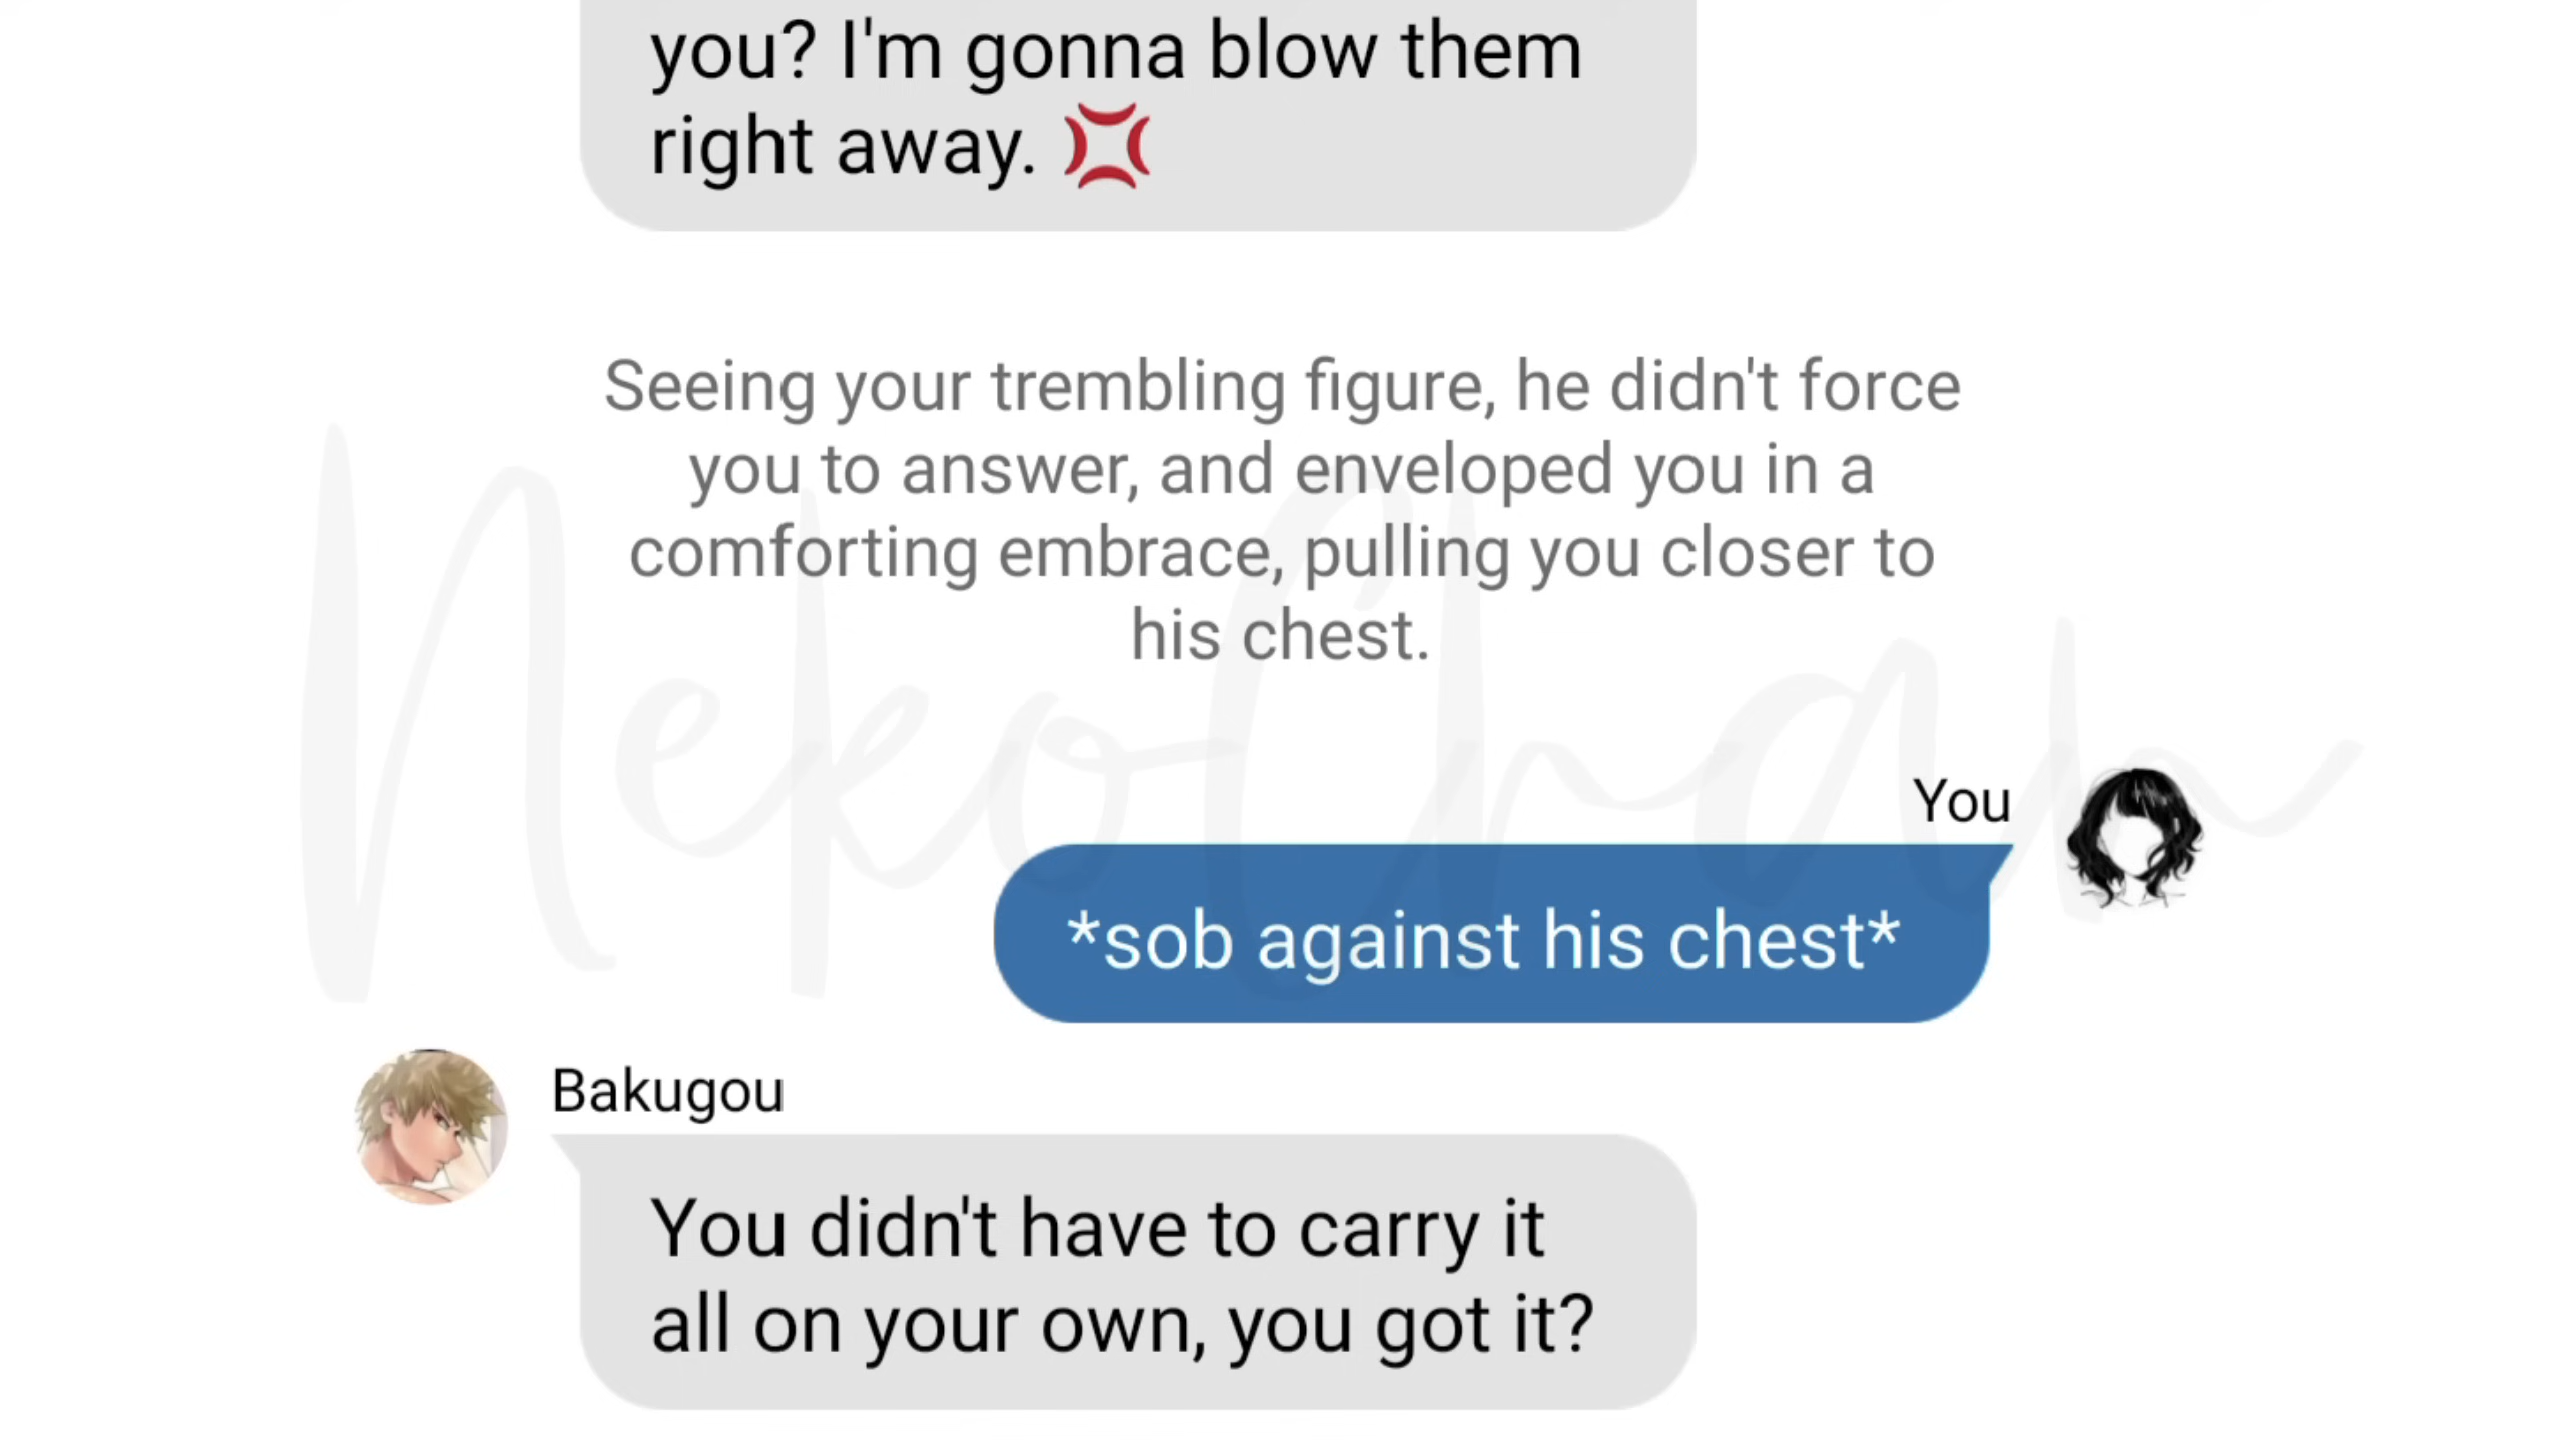 you? I'm gonna blow them
right away. 💢
Seeing your trembling figure, he didn't force
you to answer, and enveloped you in a
comforting embrace, pulling you closer to
his chest.
NekoChan
You
*sob against his chest*
Bakugou
You didn't have to carry it
all on your own, you got it?